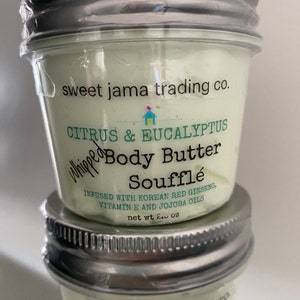 sweet jama trading co.
CITRUS & EUCALYPTUS
Whipped
Body Butter
Soufflé
INFUSED WITH KOREAN RED GINSENG,
VITAMIN E AND JOJOBA OILS
net wt oz